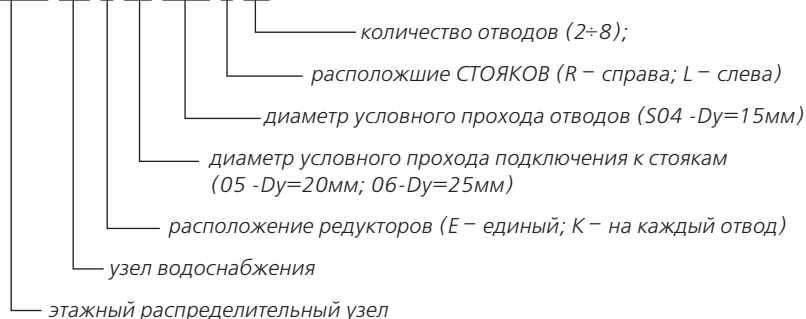 количество отводов (2÷8);
расположшие СТОЯКОВ (R – справа; L – слева)
диаметр условного прохода отводов (S04 -Dy=15мм)
диаметр условного прохода подключения к стоякам
(05 -Dy=20мм; 06-Dy=25мм)
расположение редукторов (Е – единый; К – на каждый отвод)
узел водоснабжения
этажный распределительный узел